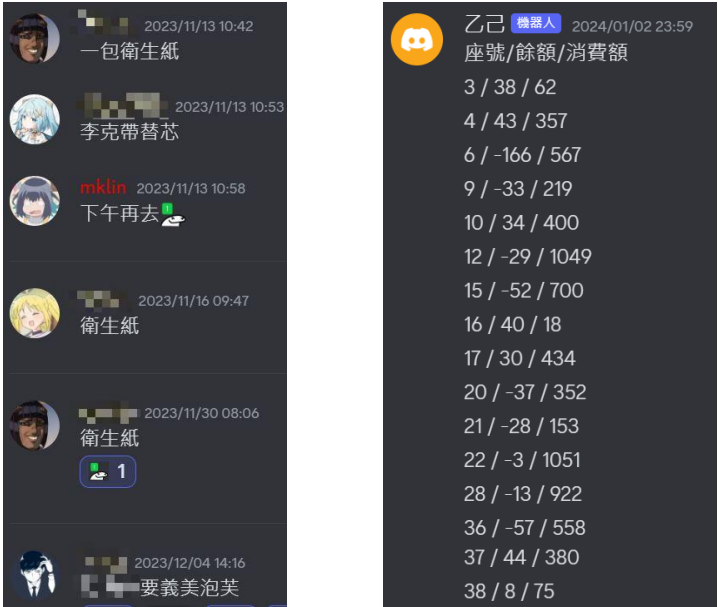 2023/11/13 10:42
一包衛生紙
2023/11/13 10:53
李克帶替芯
mklin 2023/11/13 10:58
下午再去
2023/11/16 09:47
衛生紙
2023/11/30 08:06
衛生紙
1
2023/12/04 14:16
要義美泡芙
乙己 機器人 2024/01/02 23:59
座號/餘額/消費額
3 / 38 / 62
4 / 43 / 357
6 / -166 / 567
9 / -33 / 219
10 / 34 / 400
12 / -29 / 1049
15 / -52 / 700
16 / 40 / 18
17 / 30 / 434
20 / -37 / 352
21 / -28 / 153
22 / -3 / 1051
28 / -13 / 922
36 / -57 / 558
37 / 44 / 380
38 / 8 / 75